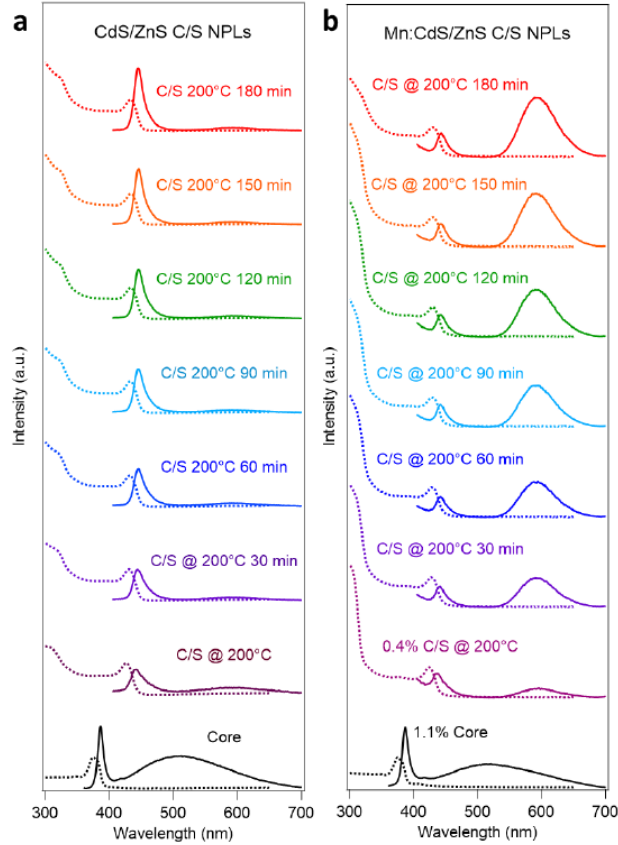 a
CdS/ZnS C/S NPLs
C/S 200°C 180 min
C/S 200°C 150 min
C/S 200°C 120 min
C/S 200°C 90 min
C/S 200°C 60 min
C/S @ 200°C 30 min
C/S @ 200°C
Core
Intensity (a.u.)
300 400 500 600 700
Wavelength (nm)
b
Mn:CdS/ZnS C/S NPLs
C/S @ 200°C 180 min
C/S @ 200°C 150 min
C/S @ 200°C 120 min
C/S @ 200°C 90 min
C/S @ 200°C 60 min
C/S @ 200°C 30 min
0.4% C/S @ 200°C
1.1% Core
Intensity (a.u.)
300 400 500 600 700
Wavelength (nm)